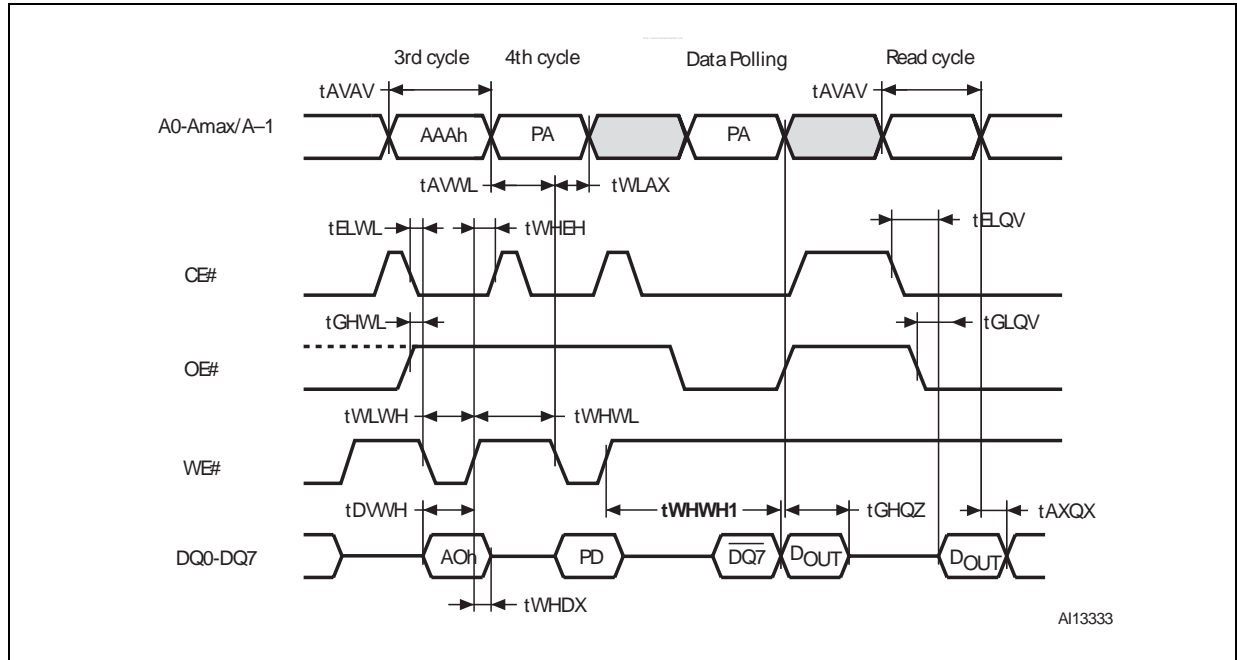 3rd cycle 4th cycle Data Polling Read cycle
tAVAV tAVAV
A0-Amax/A–1 AAAh PA PA
tAVWL tWLAX
tELWL tWHEH tELQV
CE#
tGHWL tGLQV
OE#
tWLWH tWHWL
WE#
tDVWH tWHWH1 tGHQZ tAXQX
DQ0-DQ7 AOh PD DQ7 DOUT DOUT
tWHDX
AI13333